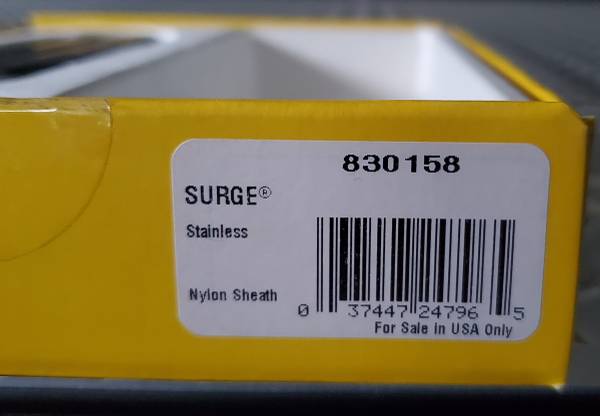 830158
SURGE®
Stainless
Nylon Sheath
0 37447 24796 5
For Sale in USA Only